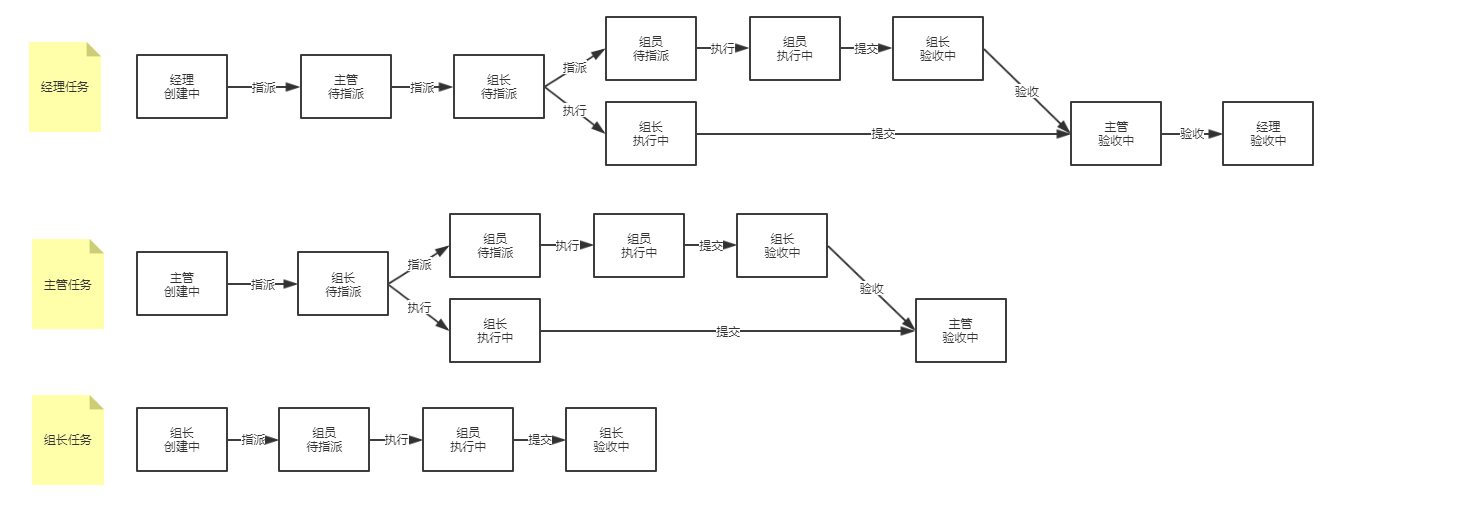 经理任务
经理
创建中
指派
主管
待指派
指派
组长
待指派
指派
组员
待指派
执行
组员
执行中
提交
组长
验收中
验收
执行
组长
执行中
提交
主管
验收中
验收
经理
验收中
主管任务
主管
创建中
指派
组长
待指派
指派
组员
待指派
执行
组员
执行中
提交
组长
验收中
验收
执行
组长
执行中
提交
主管
验收中
组长任务
组长
创建中
指派
组员
待指派
执行
组员
执行中
提交
组长
验收中